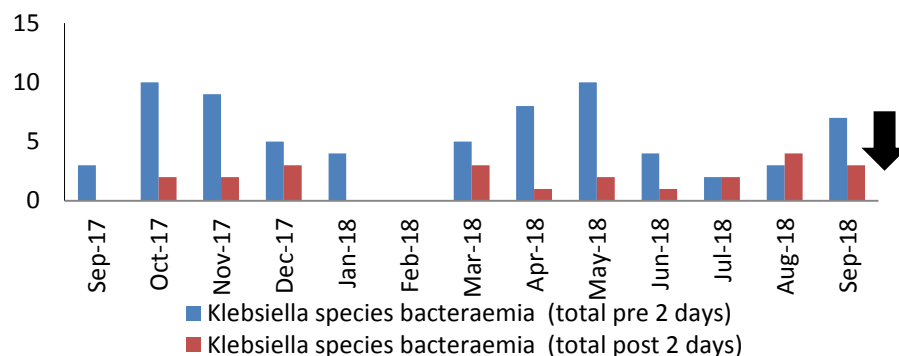 15
10
5
0
Sep-17
Oct-17
Nov-17
Dec-17
Jan-18
Feb-18
Mar-18
Apr-18
May-18
Jun-18
Jul-18
Aug-18
Sep-18
Klebsiella species bacteraemia (total pre 2 days)
Klebsiella species bacteraemia (total post 2 days)